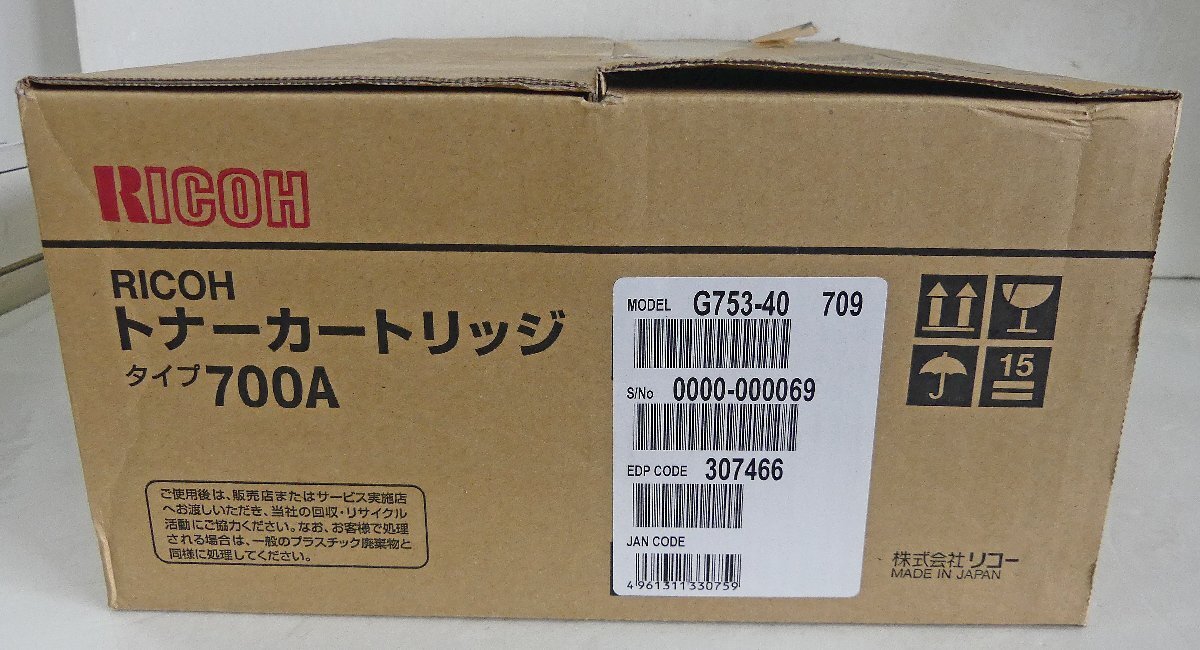 RICOH
RICOH
トナーカートリッジ
タイプ700A
ご使用後は、販売店またはサービス実施店
へお渡しいただき、当社の回収・リサイクル
活動にご協力ください。なお、お客様で処理
される場合は、一般のプラスチック廃棄物と
同様に処理してください。
MODEL G753-40 709
S/No 0000-000069
EDP CODE 307466
JAN CODE
4961311330759
15
株式会社リコー
MADE IN JAPAN